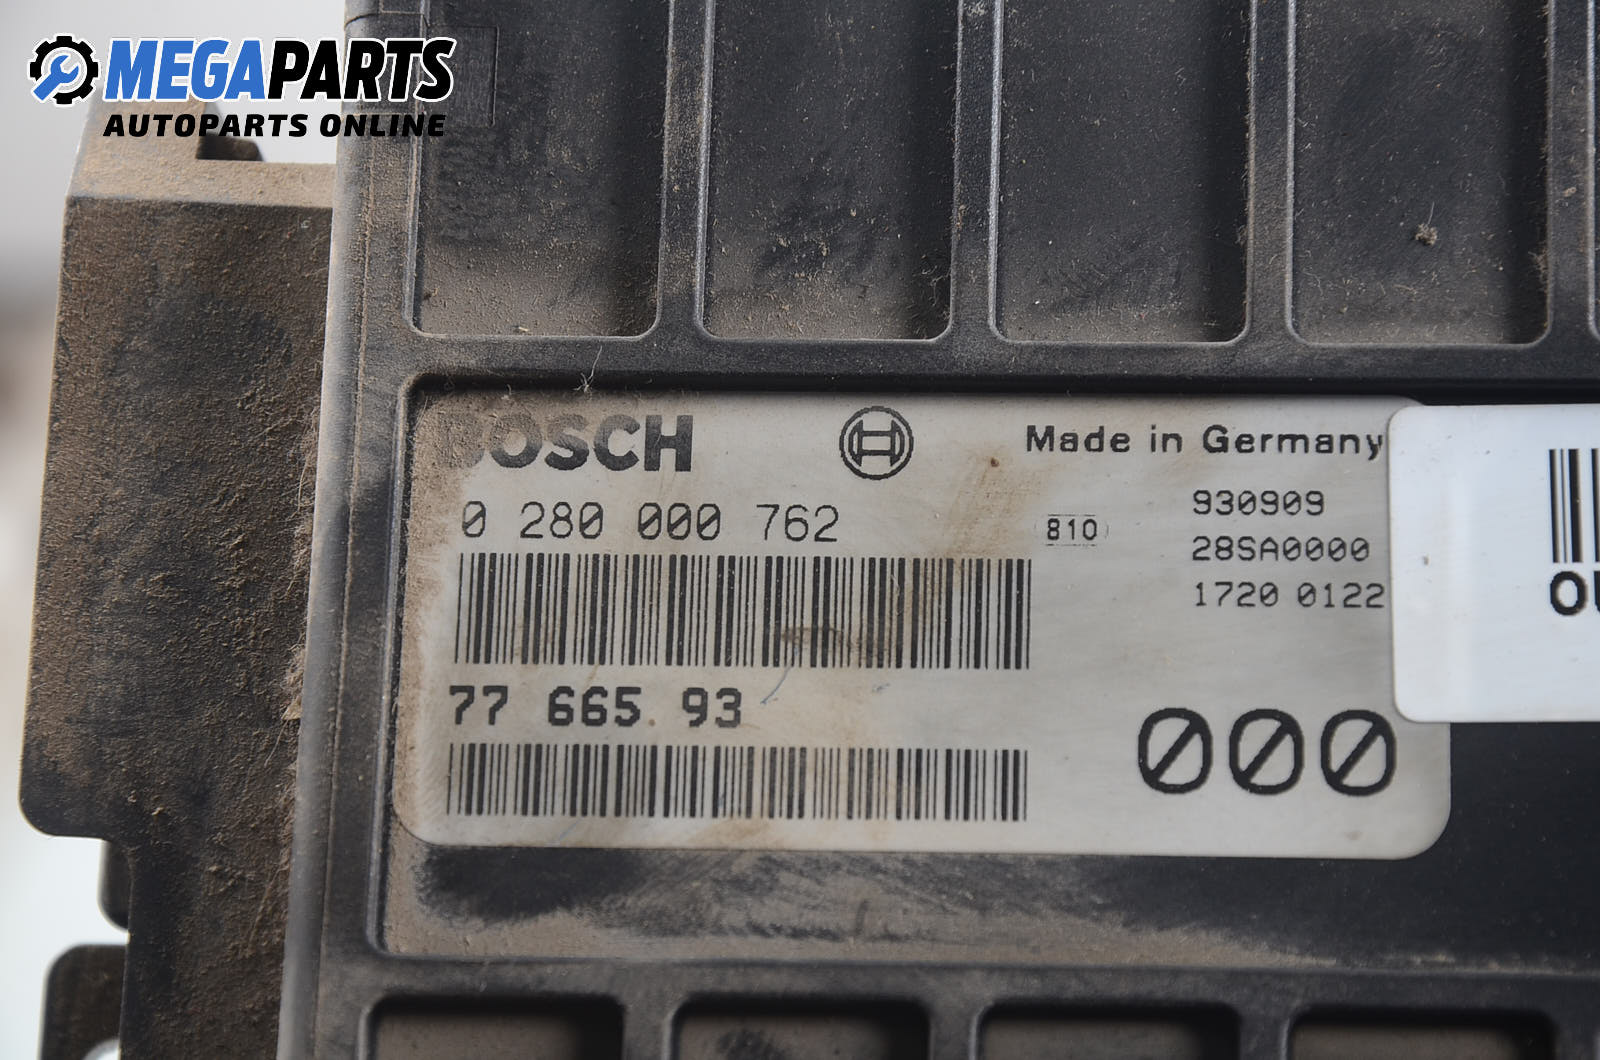 MEGAPARTS
AUTOPARTS ONLINE
BOSCH
Made in Germany
0 280 000 762
810
930909
28SA0000
1720 0122
77 665 93
000